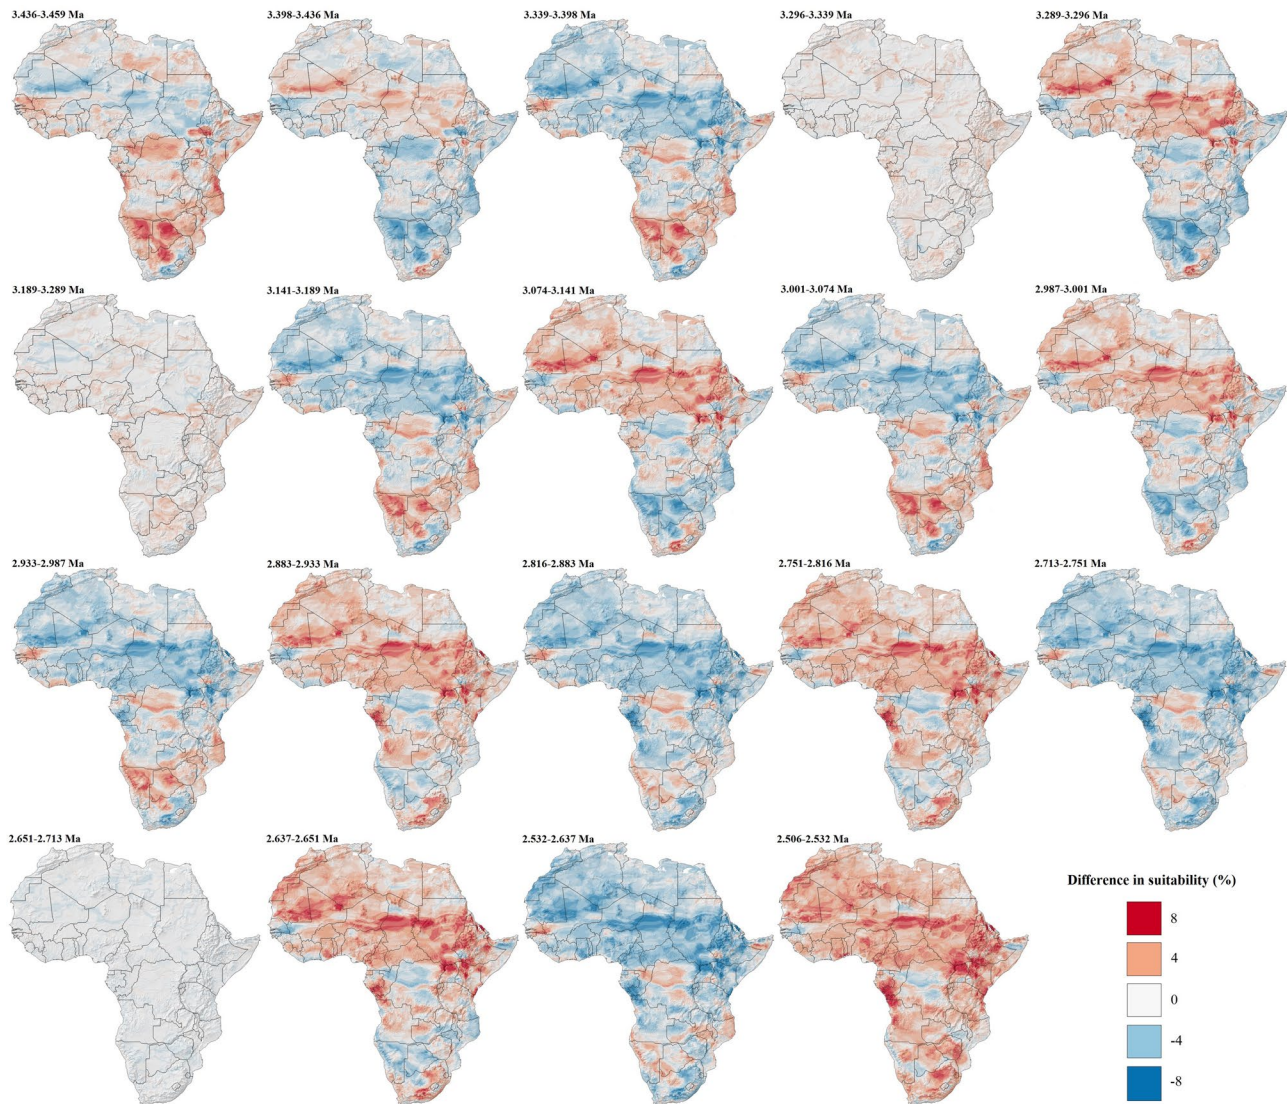 3.436-3.459 Ma
3.398-3.436 Ma
3.339-3.398 Ma
3.296-3.339 Ma
3.289-3.296 Ma
3.189-3.289 Ma
3.141-3.189 Ma
3.074-3.141 Ma
3.001-3.074 Ma
2.987-3.001 Ma
2.933-2.987 Ma
2.883-2.933 Ma
2.816-2.883 Ma
2.751-2.816 Ma
2.713-2.751 Ma
2.651-2.713 Ma
2.637-2.651 Ma
2.532-2.637 Ma
2.506-2.532 Ma
Difference in suitability (%)
8
4
0
-4
-8